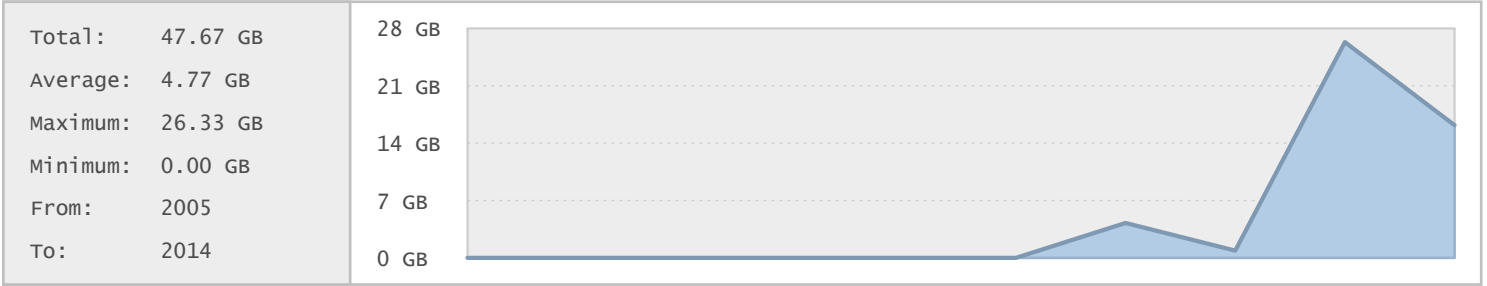 Total: 47.67 GB
Average: 4.77 GB
Maximum: 26.33 GB
Minimum: 0.00 GB
From: 2005
To: 2014
28 GB
21 GB
14 GB
7 GB
0 GB